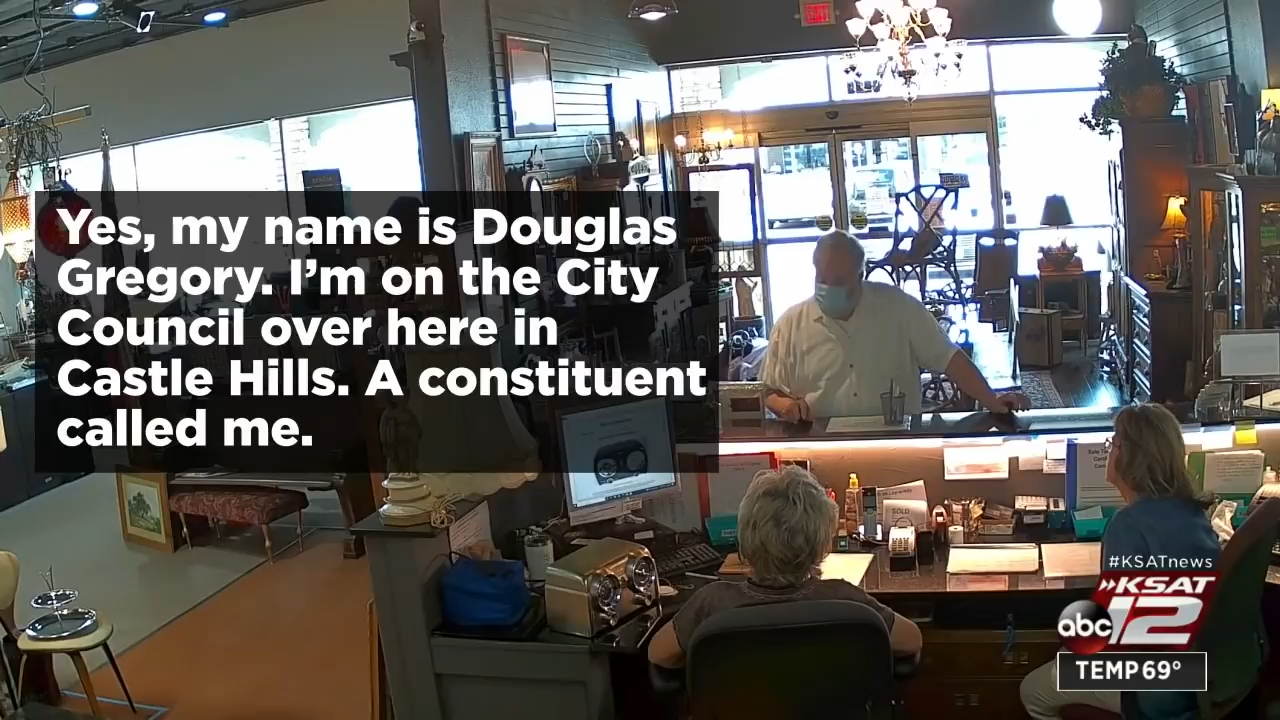 Yes, my name is Douglas
Gregory. I’m on the City
Council over here in
Castle Hills. A constituent
called me.
SOLD
#KSATnews
KSAT
abc 12
TEMP 69°